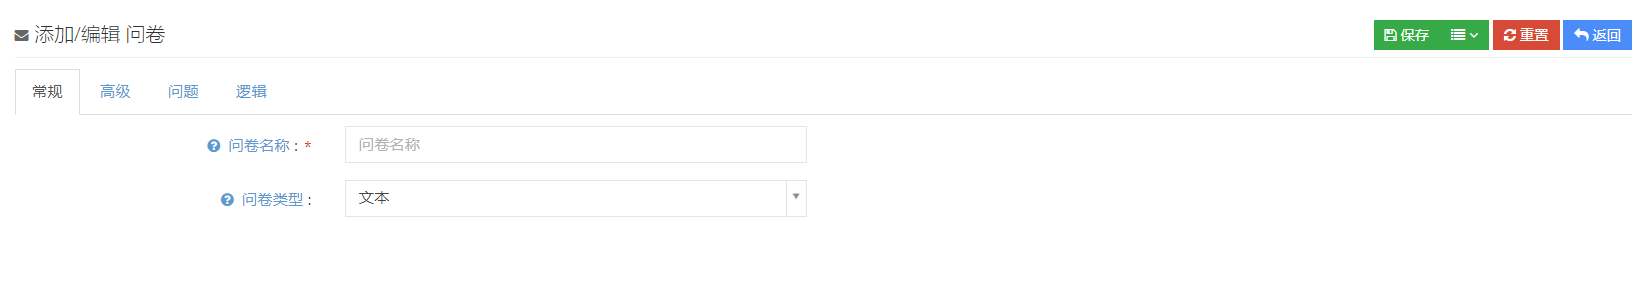 添加/编辑 问卷
保存 重置 返回
常规 高级 问题 逻辑
问卷名称：* 问卷名称
问卷类型： 文本